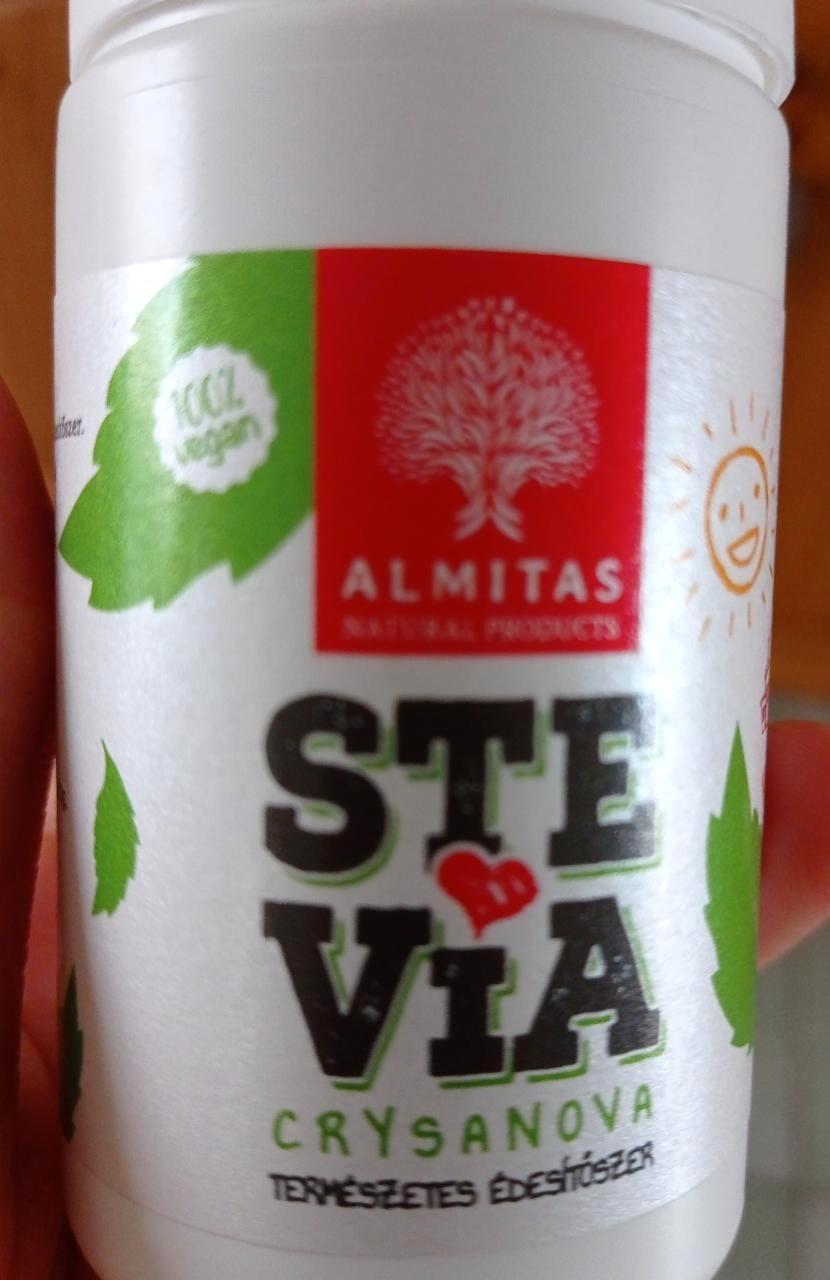 100%
vegan
ALMITAS
NATURAL PRODUCTS
STE
ViA
CRYSANOVA
TERMÉSZETES ÉDESÍTŐSZER